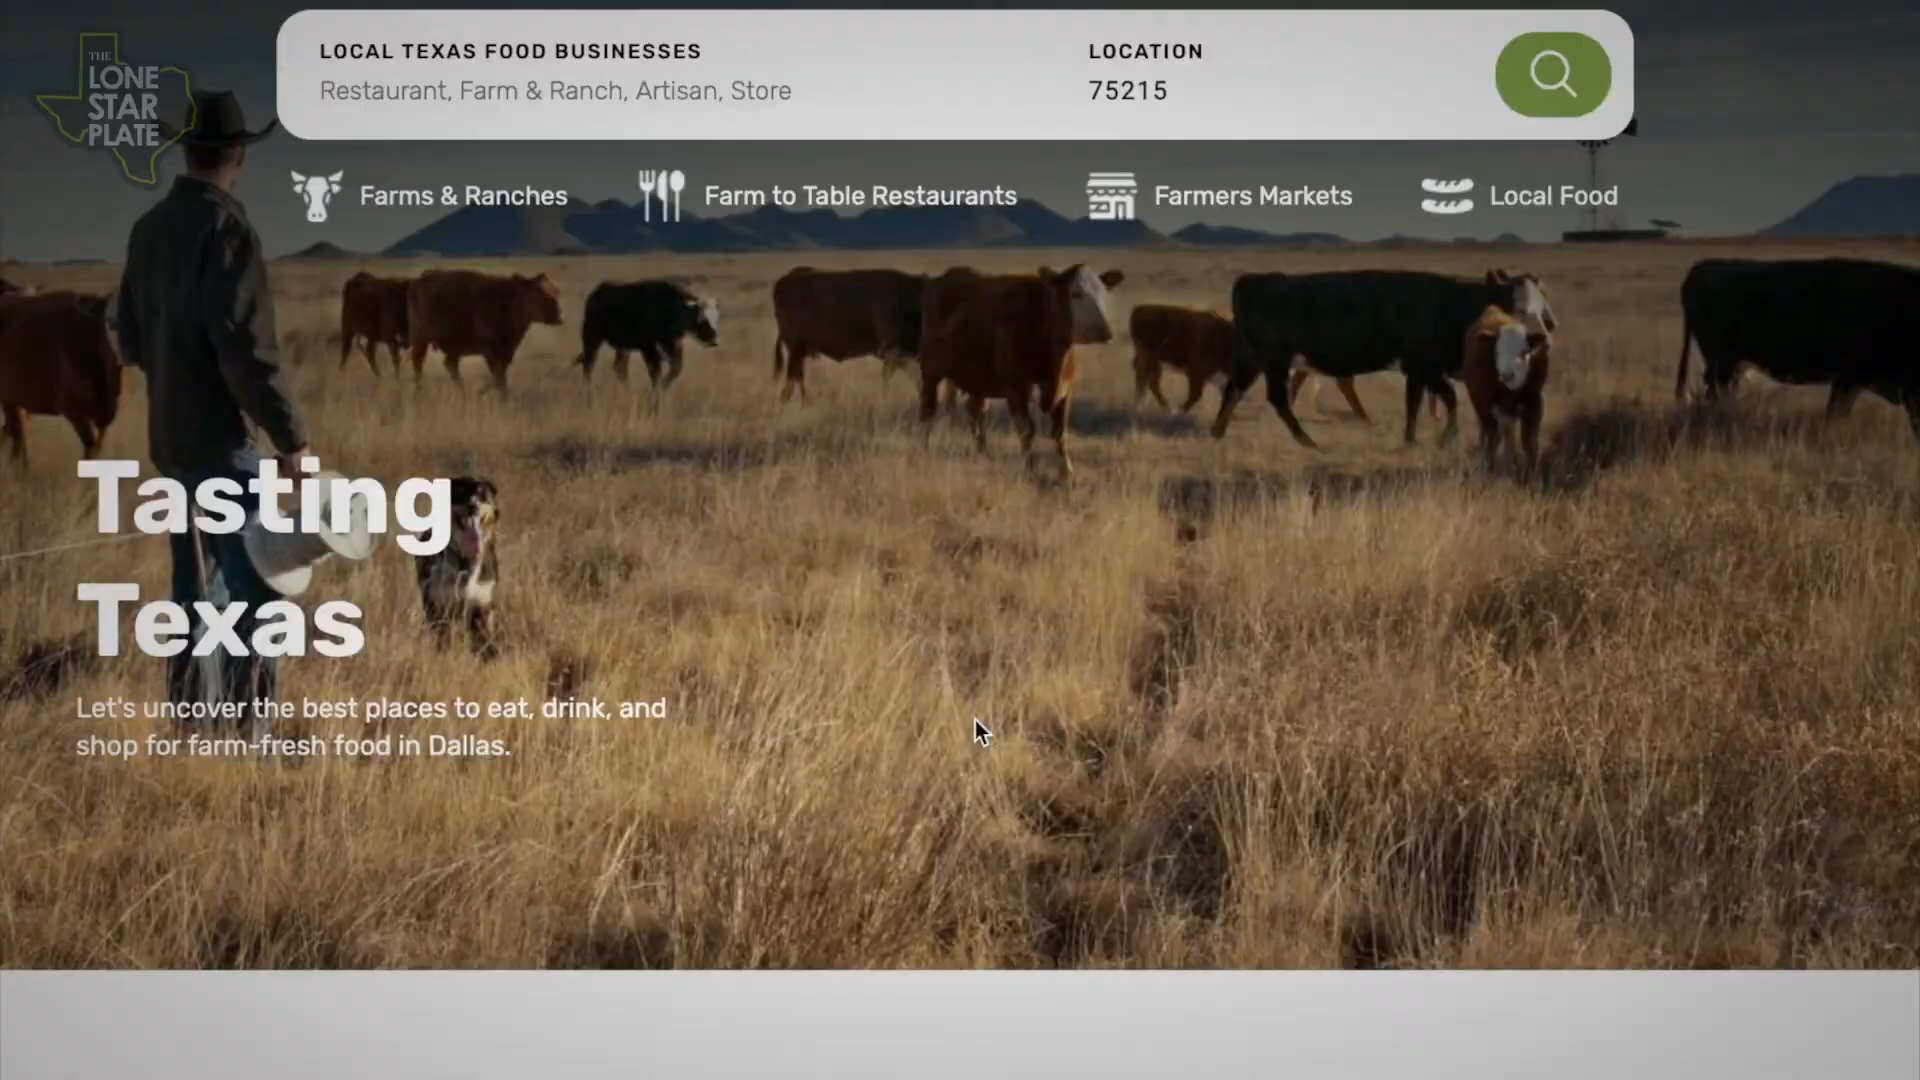 THE
LONE
STAR
PLATE
LOCAL TEXAS FOOD BUSINESSES
Restaurant, Farm & Ranch, Artisan, Store
LOCATION
75215
Farms & Ranches
Farm to Table Restaurants
Farmers Markets
Local Food
Tasting
Texas
Let's uncover the best places to eat, drink, and
shop for farm-fresh food in Dallas.